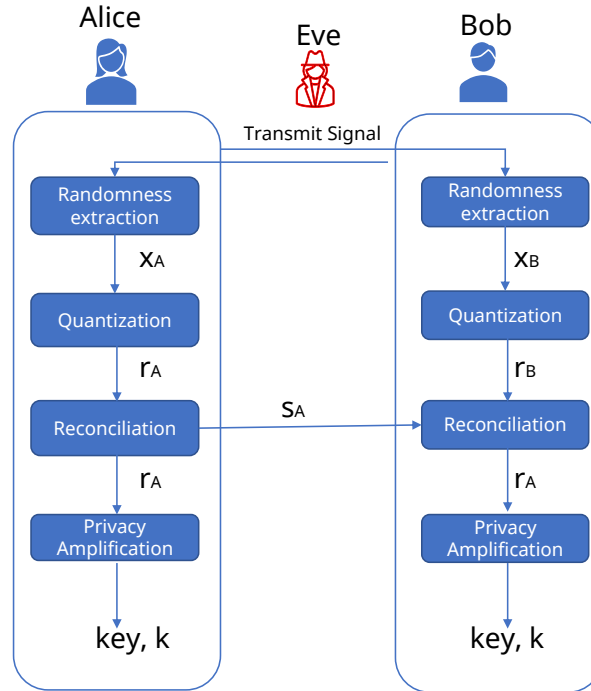 Alice
Eve
Bob
Transmit Signal
Randomness
extraction
Randomness
extraction
xA
xB
Quantization
Quantization
rA
rB
sA
Reconciliation
Reconciliation
rA
rA
Privacy
Amplification
Privacy
Amplification
key, k
key, k